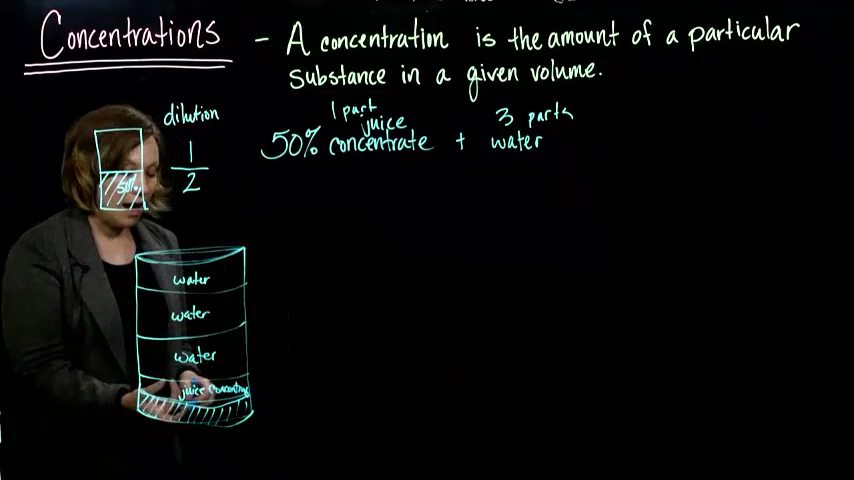 Concentrations - A concentration is the amount of a particular
substance in a given volume.
dilution
1
2
50%
1 part 3 parts
juice
50% concentrate + water
water
water
water
juice concentrate